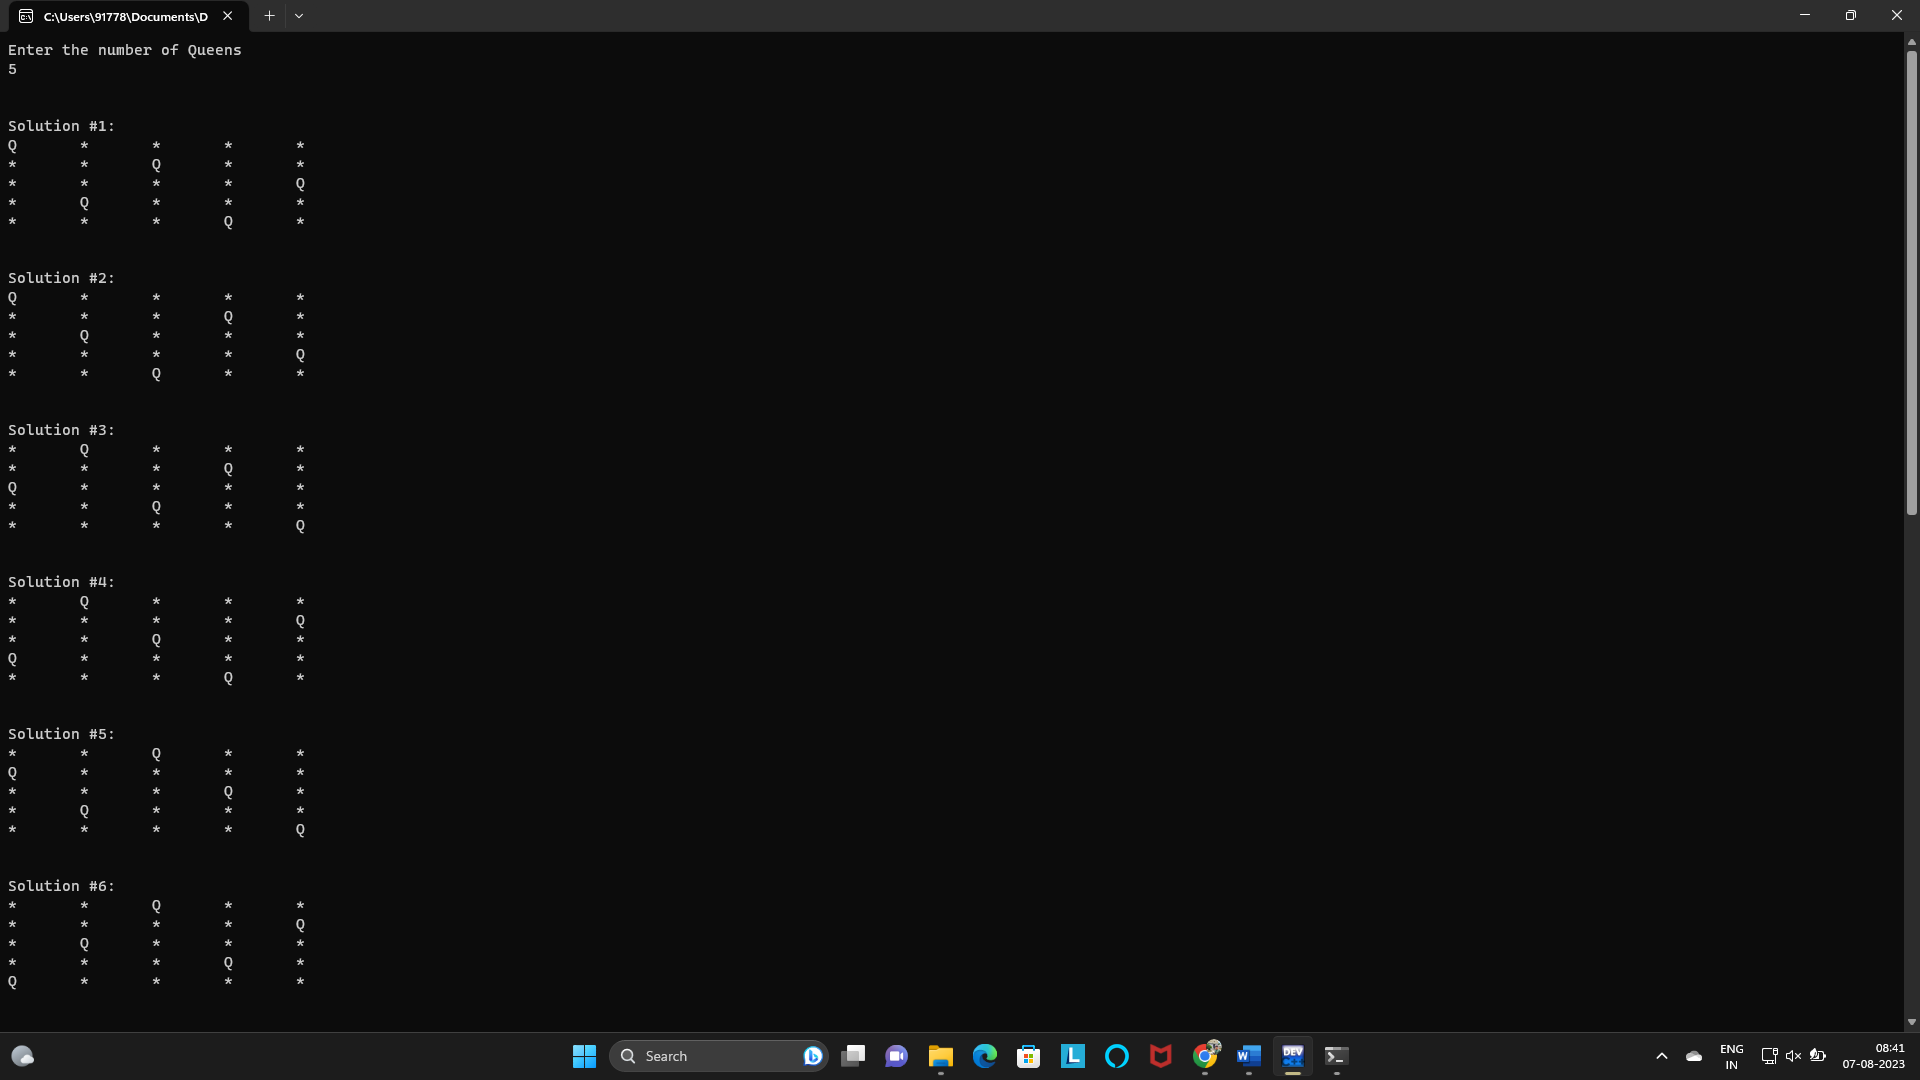 C:\Users\91778\Documents\D
Enter the number of Queens
5
Solution #1:
Q * * * *
* * Q * *
* * * * Q
* Q * * *
* * * Q *
Solution #2:
Q * * * *
* * * Q *
* Q * * *
* * * * Q
* * Q * *
Solution #3:
* Q * * *
* * * Q *
Q * * * *
* * Q * *
* * * * Q
Solution #4:
* Q * * *
* * * * Q
* * Q * *
Q * * * *
* * * Q *
Solution #5:
* * Q * *
Q * * * *
* * * Q *
* Q * * *
* * * * Q
Solution #6:
* * Q * *
* * * * Q
* Q * * *
* * * Q *
Q * * * *
Search
L
W
DEV
ENG
IN
08:41
07-08-2023